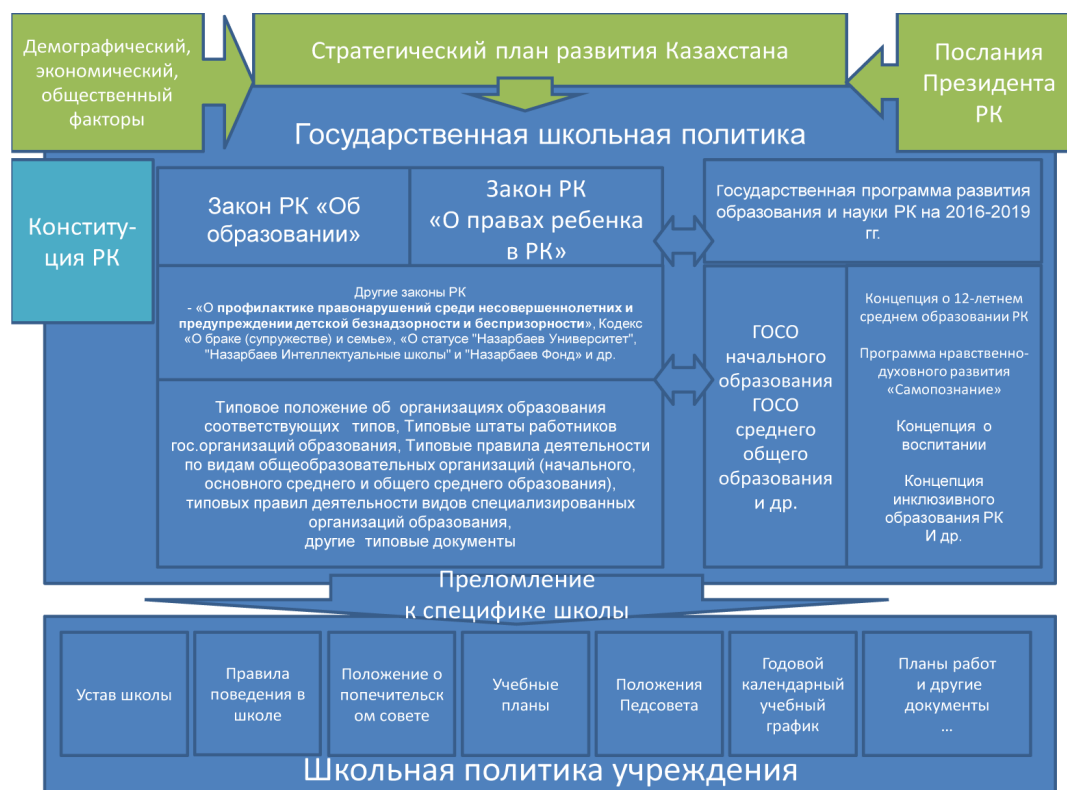 Демографический,
экономический,
общественный
факторы
Стратегический план развития Казахстана
Послания
Президента
РК
Государственная школьная политика
Конститу-
ция РК
Закон РК «Об
образовании»
Закон РК
«О правах ребенка
в РК»
Государственная программа развития
образования и науки РК на 2016-2019
гг.
Другие законы РК
- «О профилактике правонарушений среди несовершеннолетних и
предупреждении детской безнадзорности и беспризорности», Кодекс
«О браке (супружестве) и семье», «О статусе "Назарбаев Университет",
"Назарбаев Интеллектуальные школы" и "Назарбаев Фонд» и др.
Типовое положение об организациях образования
соответствующих типов, Типовые штаты работников
гос.организаций образования, Типовые правила деятельности
по видам общеобразовательных организаций (начального,
основного среднего и общего среднего образования),
типовых правил деятельности видов специализированных
организаций образования,
другие типовые документы
ГОСО
начального
образования
ГОСО
среднего
общего
образования
и др.
Концепция о 12-летнем
среднем образовании РК
Программа нравственно-
духовного развития
«Самопознание»
Концепция о
воспитании
Концепция
инклюзивного
образования РК
И др.
Преломление
к специфике школы
Устав школы
Правила
поведения в
школе
Положение о
попечительск
ом совете
Учебные
планы
Положения
Педсовета
Годовой
календарный
учебный
график
Планы работ
и другие
документы
...
Школьная политика учреждения